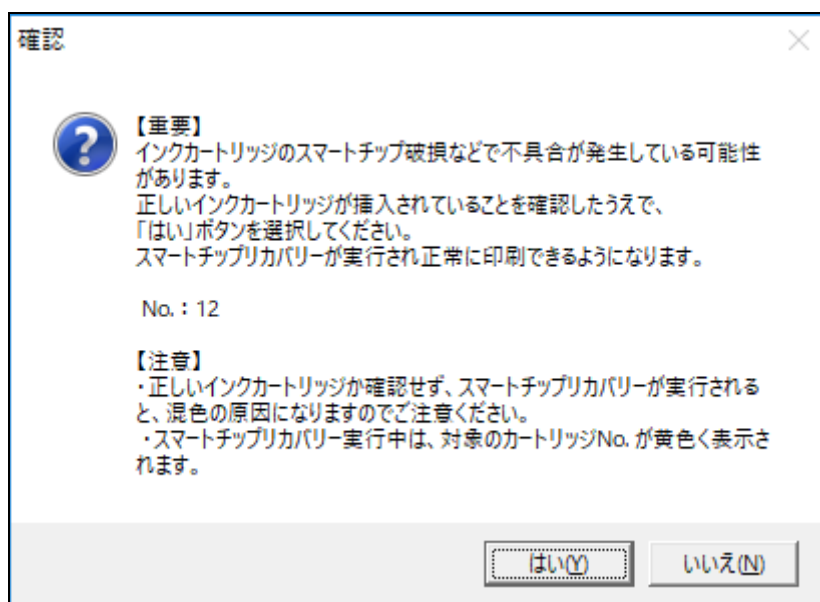 確認
【重要】
インクカートリッジのスマートチップ破損などで不具合が発生している可能性
があります。
正しいインクカートリッジが挿入されていることを確認したうえで、
「はい」ボタンを選択してください。
スマートチップリカバリーが実行され正常に印刷できるようになります。
No.：12
【注意】
・正しいインクカートリッジか確認せず、スマートチップリカバリーが実行される
と、混色の原因になりますのでご注意ください。
・スマートチップリカバリー実行中は、対象のカートリッジNo. が黄色く表示さ
れます。
はい(Y) いいえ(N)